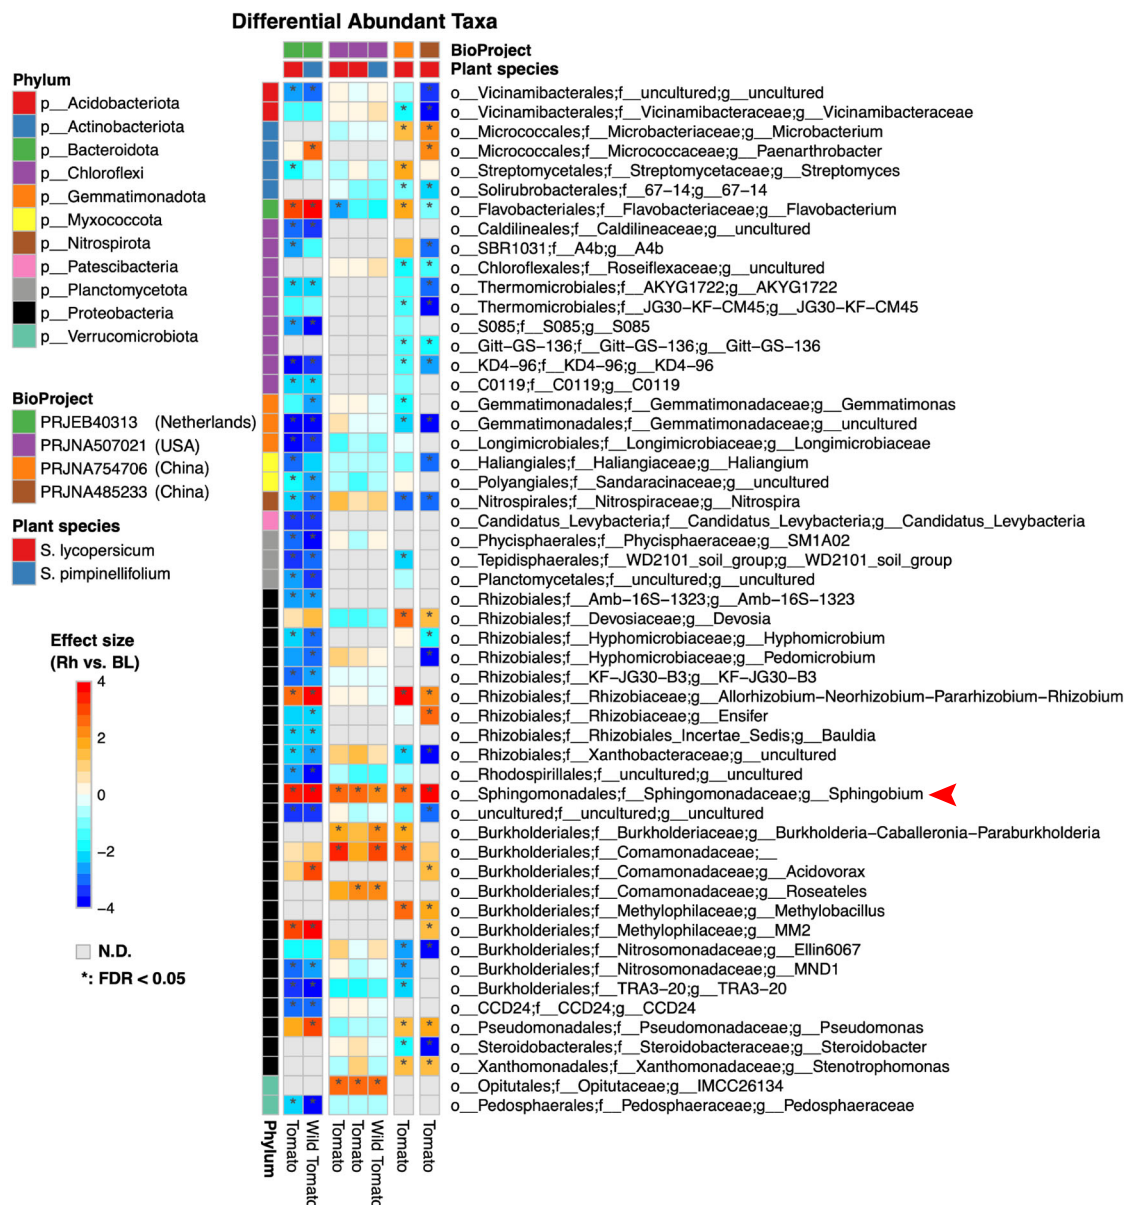 Differential Abundant Taxa
BioProject
Plant species
Phylum
p__Acidobacteriota
p__Actinobacteriota
p__Bacteroidota
p__Chloroflexi
p__Gemmatimonadota
p__Myxococcota
p__Nitrospirota
p__Patescibacteria
p__Planctomycetota
p__Proteobacteria
p__Verrucomicrobiota
BioProject
PRJEB40313 (Netherlands)
PRJNA507021 (USA)
PRJNA754706 (China)
PRJNA485233 (China)
Plant species
S. lycopersicum
S. pimpinellifolium
Effect size
(Rh vs. BL)
4
2
0
−2
−4
N.D.
*: FDR < 0.05
o__Vicinamibacterales;f__uncultured;g__uncultured
o__Vicinamibacterales;f__Vicinamibacteraceae;g__Vicinamibacteraceae
o__Micrococcales;f__Microbacteriaceae;g__Microbacterium
o__Micrococcales;f__Micrococcaceae;g__Paenarthrobacter
o__Streptomycetales;f__Streptomycetaceae;g__Streptomyces
o__Solirubrobacterales;f__67−14;g__67−14
o__Flavobacteriales;f__Flavobacteriaceae;g__Flavobacterium
o__Caldilineales;f__Caldilineaceae;g__uncultured
o__SBR1031;f__A4b;g__A4b
o__Chloroflexales;f__Roseiflexaceae;g__uncultured
o__Thermomicrobiales;f__AKYG1722;g__AKYG1722
o__Thermomicrobiales;f__JG30−KF−CM45;g__JG30−KF−CM45
o__S085;f__S085;g__S085
o__Gitt−GS−136;f__Gitt−GS−136;g__Gitt−GS−136
o__KD4−96;f__KD4−96;g__KD4−96
o__C0119;f__C0119;g__C0119
o__Gemmatimonadales;f__Gemmatimonadaceae;g__Gemmatimonas
o__Gemmatimonadales;f__Gemmatimonadaceae;g__uncultured
o__Longimicrobiales;f__Longimicrobiaceae;g__Longimicrobiaceae
o__Haliangiales;f__Haliangiaceae;g__Haliangium
o__Polyangiales;f__Sandaracinaceae;g__uncultured
o__Nitrospirales;f__Nitrospiraceae;g__Nitrospira
o__Candidatus_Levybacteria;f__Candidatus_Levybacteria;g__Candidatus_Levybacteria
o__Phycisphaerales;f__Phycisphaeraceae;g__SM1A02
o__Tepidisphaerales;f__WD2101_soil_group;g__WD2101_soil_group
o__Planctomycetales;f__uncultured;g__uncultured
o__Rhizobiales;f__Amb-16S-1323;g__Amb-16S-1323
o__Rhizobiales;f__Devosiaceae;g__Devosia
o__Rhizobiales;f__Hyphomicrobiaceae;g__Hyphomicrobium
o__Rhizobiales;f__Hyphomicrobiaceae;g__Pedomicrobium
o__Rhizobiales;f__KF−JG30−B3;g__KF−JG30−B3
o__Rhizobiales;f__Rhizobiaceae;g__Allorhizobium−Neorhizobium−Pararhizobium−Rhizobium
o__Rhizobiales;f__Rhizobiaceae;g__Ensifer
o__Rhizobiales;f__Rhizobiales_Incertae_Sedis;g__Bauldia
o__Rhizobiales;f__Xanthobacteraceae;g__uncultured
o__Rhodospirillales;f__uncultured;g__uncultured
o__Sphingomonadales;f__Sphingomonadaceae;g__Sphingobium
o__uncultured;f__uncultured;g__uncultured
o__Burkholderiales;f__Burkholderiaceae;g__Burkholderia−Caballeronia−Paraburkholderia
o__Burkholderiales;f__Comamonadaceae;__
o__Burkholderiales;f__Comamonadaceae;g__Acidovorax
o__Burkholderiales;f__Comamonadaceae;g__Roseateles
o__Burkholderiales;f__Methylophilaceae;g__Methylobacillus
o__Burkholderiales;f__Methylophilaceae;g__MM2
o__Burkholderiales;f__Nitrosomonadaceae;g__Ellin6067
o__Burkholderiales;f__Nitrosomonadaceae;g__MND1
o__Burkholderiales;f__TRA3−20;g__TRA3−20
o__CCD24;f__CCD24;g__CCD24
o__Pseudomonadales;f__Pseudomonadaceae;g__Pseudomonas
o__Steroidobacterales;f__Steroidobacteraceae;g__Steroidobacter
o__Xanthomonadales;f__Xanthomonadaceae;g__Stenotrophomonas
o__Opitutales;f__Opitutaceae;g__IMCC26134
o__Pedosphaerales;f__Pedosphaeraceae;g__Pedosphaeraceae
Phylum
Tomato
Wild Tomato
Tomato
Tomato
Wild Tomato
Tomato
Tomato